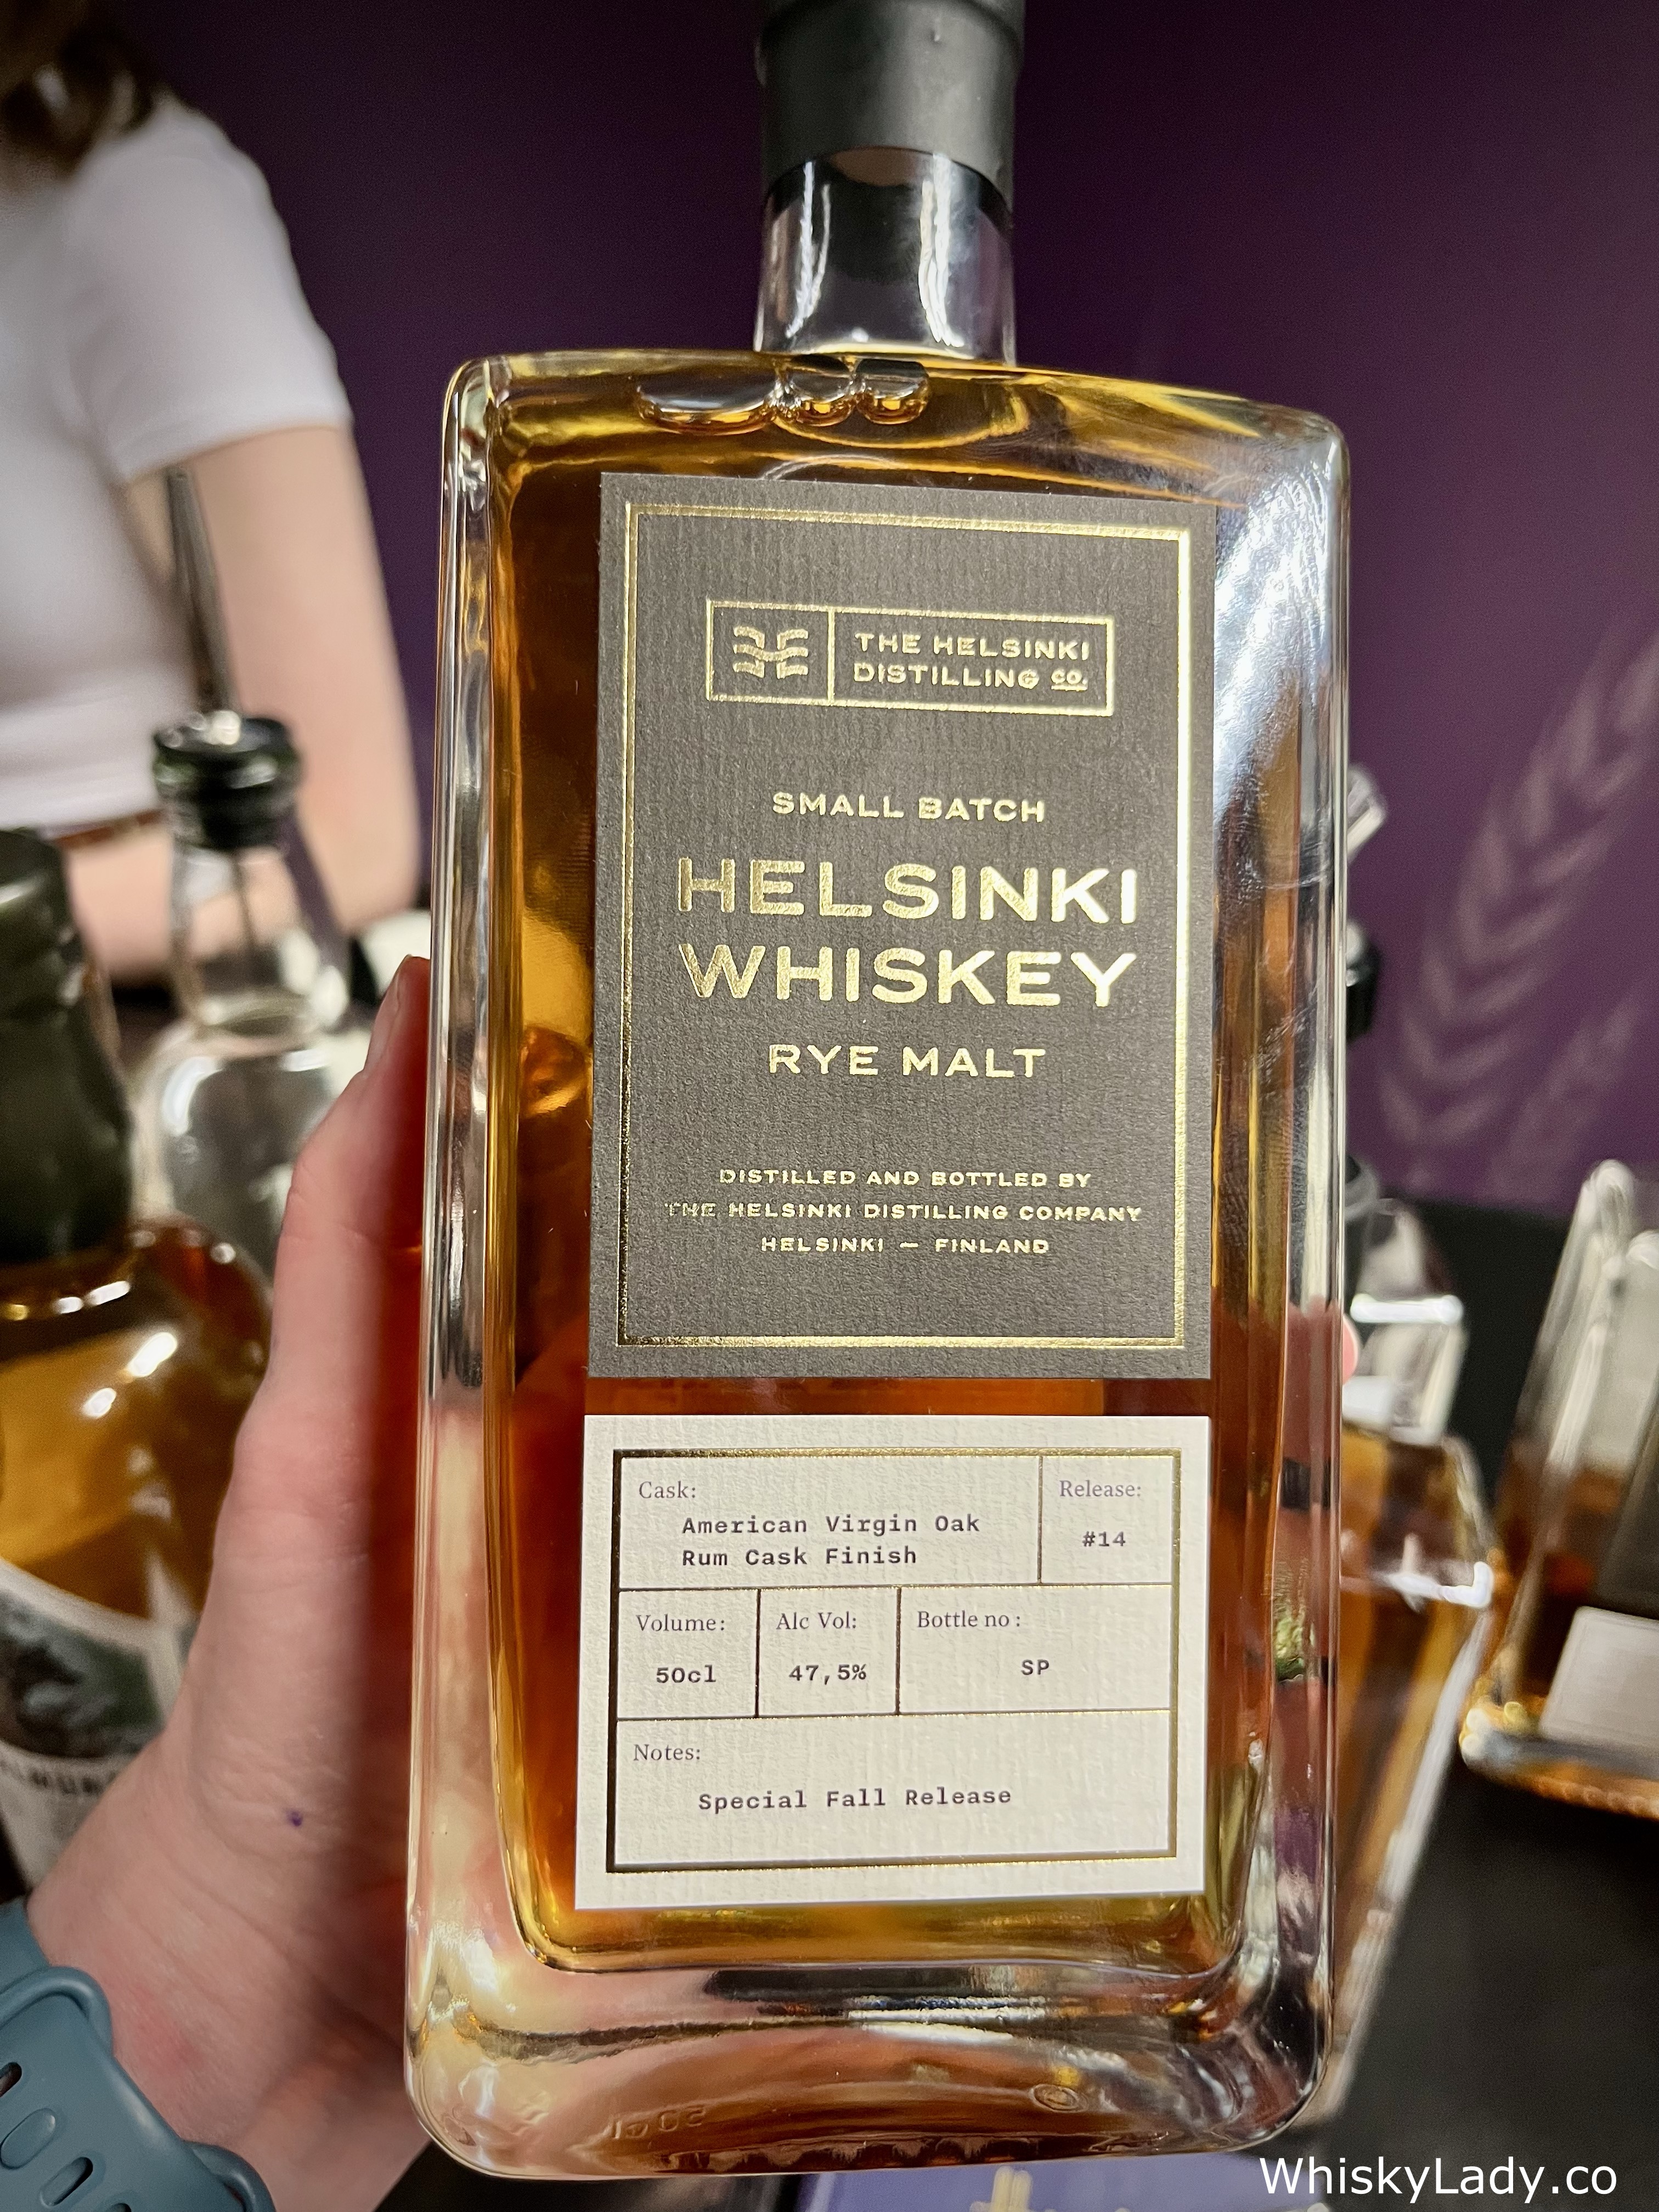 THE HELSINKI
DISTILLING CO.
SMALL BATCH
HELSINKI
WHISKEY
RYE MALT
DISTILLED AND BOTTLED BY
THE HELSINKI DISTILLING COMPANY
HELSINKI — FINLAND
Cask:
American Virgin Oak
Rum Cask Finish
Release:
#14
Volume:
50cl
Alc Vol:
47,5%
Bottle no :
SP
Notes:
Special Fall Release
50cl
WhiskyLady.co